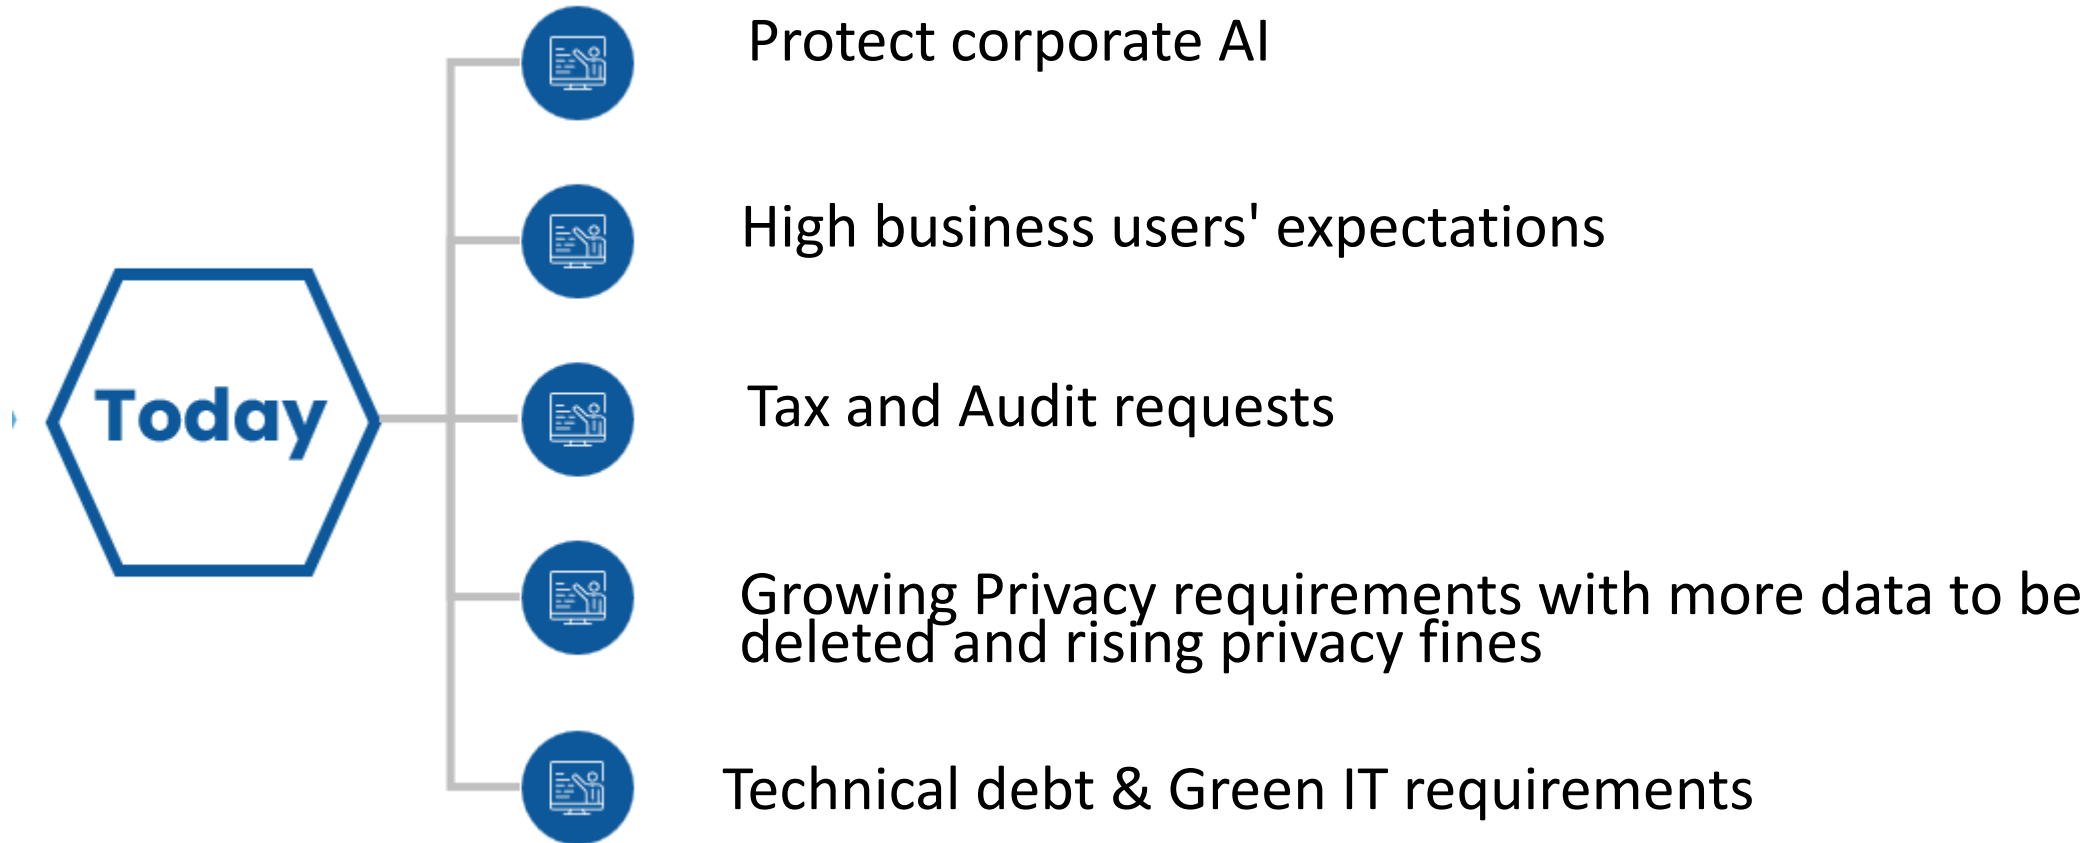 Protect corporate AI
High business users' expectations
Today
Tax and Audit requests
Growing Privacy requirements with more data to be
deleted and rising privacy fines
Technical debt & Green IT requirements